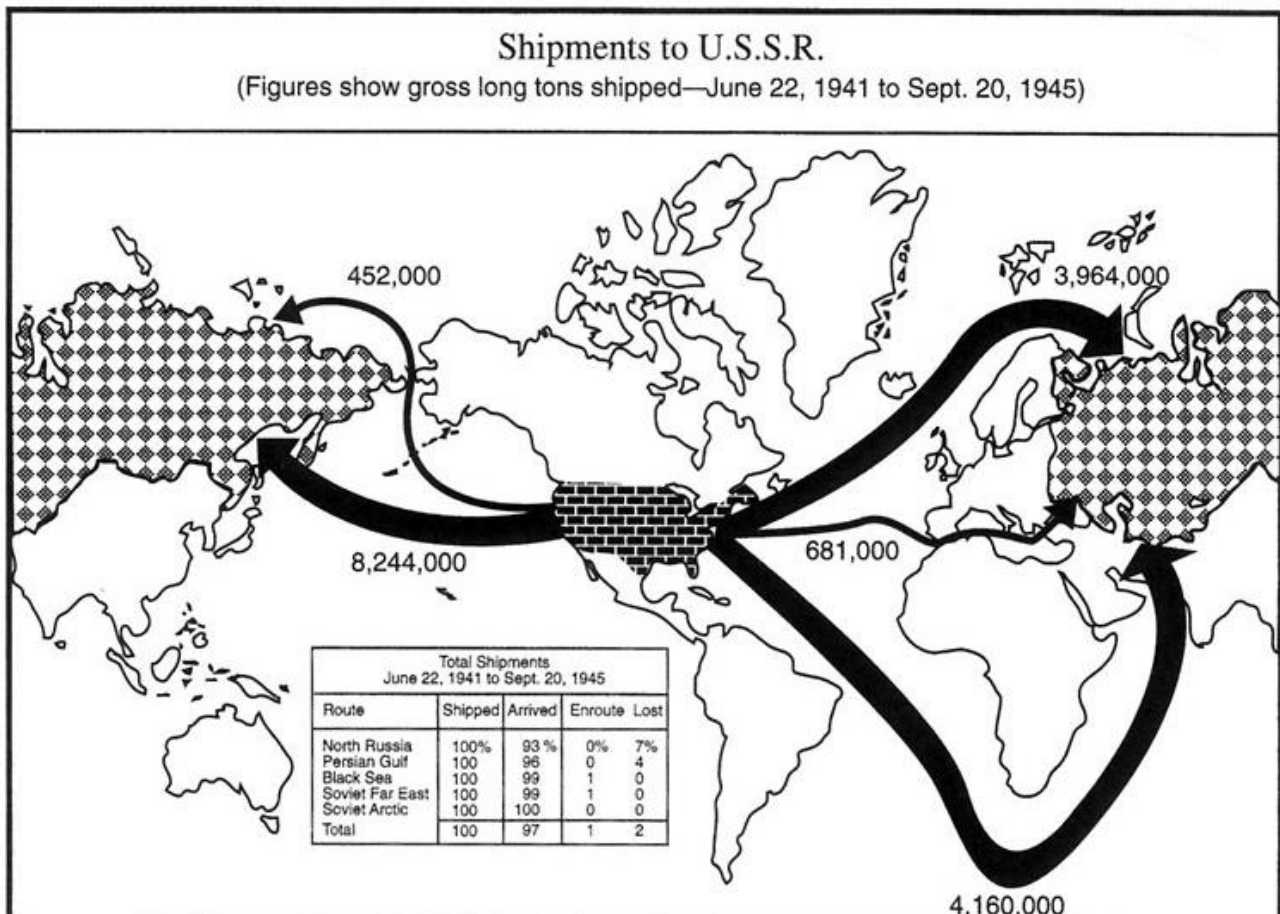 Shipments to U.S.S.R.
(Figures show gross long tons shipped—June 22, 1941 to Sept. 20, 1945)
452,000
3,964,000
8,244,000
681,000
Total Shipments
June 22, 1941 to Sept. 20, 1945
Route Shipped Arrived Enroute Lost
North Russia 100% 93 % 0% 7%
Persian Gulf 100 96 0 4
Black Sea 100 99 1 0
Soviet Far East 100 99 1 0
Soviet Arctic 100 100 0 0
Total 100 97 1 2
4,160,000